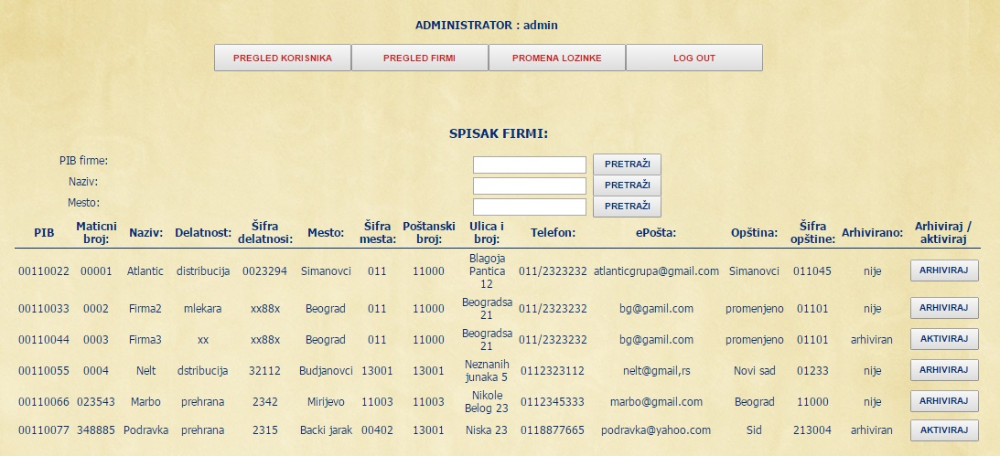 ADMINISTRATOR : admin
PREGLED KORISNIKA PREGLED FIRMI PROMENA LOZINKE LOG OUT
SPISAK FIRMI:
PIB firme: PRETRAŽI
Naziv: PRETRAŽI
Mesto: PRETRAŽI
PIB Maticni broj: Naziv: Delatnost: Šifra delatnosi: Mesto: Šifra mesta: Poštanski broj: Ulica i broj: Telefon: ePošta: Opština: Šifra opštine: Arhivirano: Arhiviraj / aktiviraj
00110022 00001 Atlantic distribucija 0023294 Simanovci 011 11000 Blagoja Pantica 12 011/2323232 atlanticgrupa@gmail.com Simanovci 011045 nije ARHIVIRAJ
00110033 0002 Firma2 mlekara xx88x Beograd 011 11000 Beogradsa 21 011/2323232 bg@gamil.com promenjeno 01101 nije ARHIVIRAJ
00110044 0003 Firma3 xx xx88x Beograd 011 11000 Beogradsa 21 011/2323232 bg@gamil.com promenjeno 01101 arhiviran AKTIVIRAJ
00110055 0004 Nelt dstribucija 32112 Budjanovci 13001 13001 Neznanih junaka 5 0112323112 nelt@gmail,rs Novi sad 01233 nije ARHIVIRAJ
00110066 023543 Marbo prehrana 2342 Mirijevo 11003 11003 Nikole Belog 23 0112345333 marbo@gmail.com Beograd 11000 nije ARHIVIRAJ
00110077 348885 Podravka prehrana 2315 Backi jarak 00402 13001 Niska 23 0118877665 podravka@yahoo.com Sid 213004 arhiviran AKTIVIRAJ